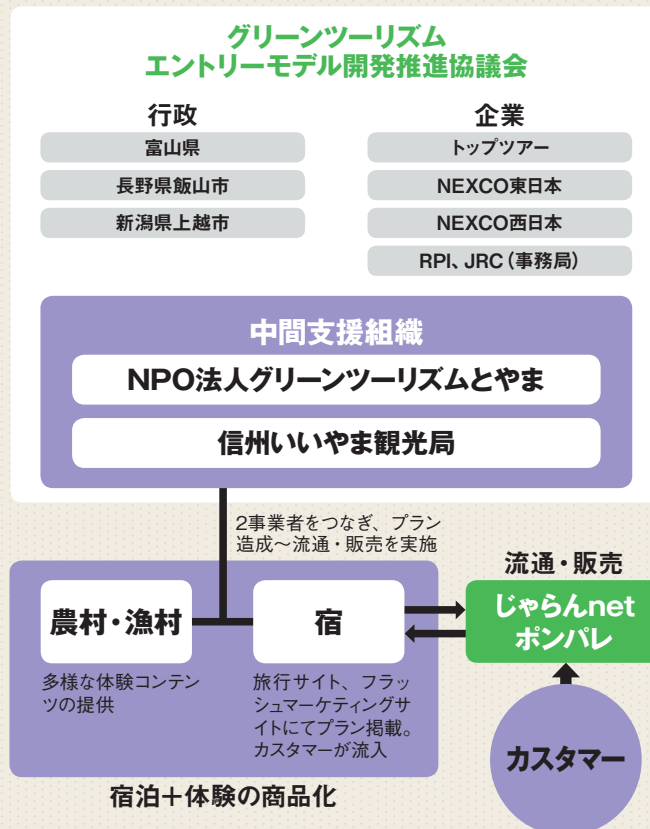 グリーンツーリズム
エントリーモデル開発推進協議会
行政
富山県
長野県飯山市
新潟県上越市
企業
トップツアー
NEXCO東日本
NEXCO西日本
RPI、JRC（事務局）
中間支援組織
NPO法人グリーンツーリズムとやま
信州いいやま観光局
2事業者をつなぎ、プラン
造成〜流通・販売を実施
農村・漁村
多様な体験コンテン
ツの提供
宿
旅行サイト、フラッ
シュマーケティングサ
イトにてプラン掲載。
カスタマーが流入
宿泊＋体験の商品化
流通・販売
じゃらんnet
ポンパレ
カスタマー